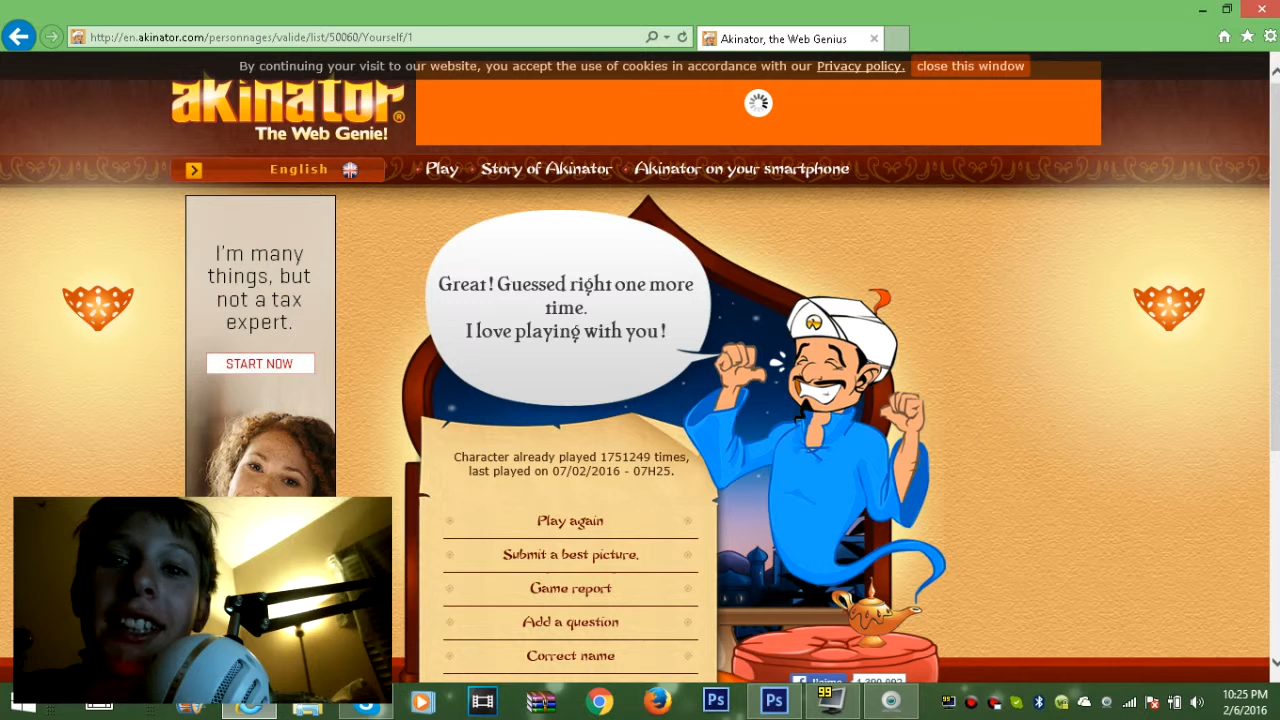 http://en.akinator.com/personnages/valide/list/50060/Yourself/1
Akinator, the Web Genius
By continuing your visit to our website, you accept the use of cookies in accordance with our Privacy policy. close this window
akinator®
The Web Genie!
English
Play
Story of Akinator
Akinator on your smartphone
I'm many
things, but
not a tax
expert.
START NOW
Great! Guessed right one more
time.
I love playing with you!
Character already played 1751249 times,
last played on 07/02/2016 - 07H25.
Play again
Submit a best picture.
Game report
Add a question
Correct name
Ps
Ps
99
99
10:25 PM
2/6/2016